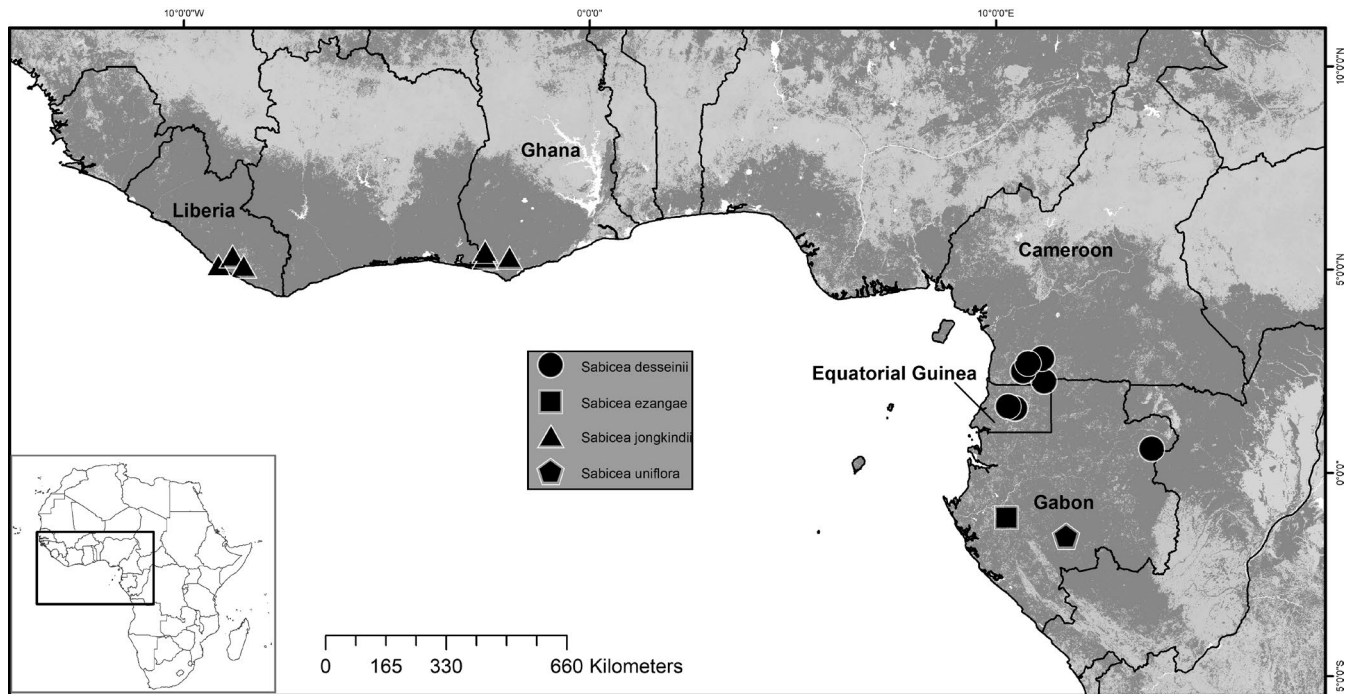 10°0'0"W
0°0'0"
10°0'0"E
10°0'0"N
Ghana
Liberia
Cameroon
5°0'0"N
Sabicea desseinii
Sabicea ezangae
Sabicea jongkindii
Sabicea uniflora
Equatorial Guinea
0°0'0"
Gabon
0 165 330 660 Kilometers
5°0'0"S